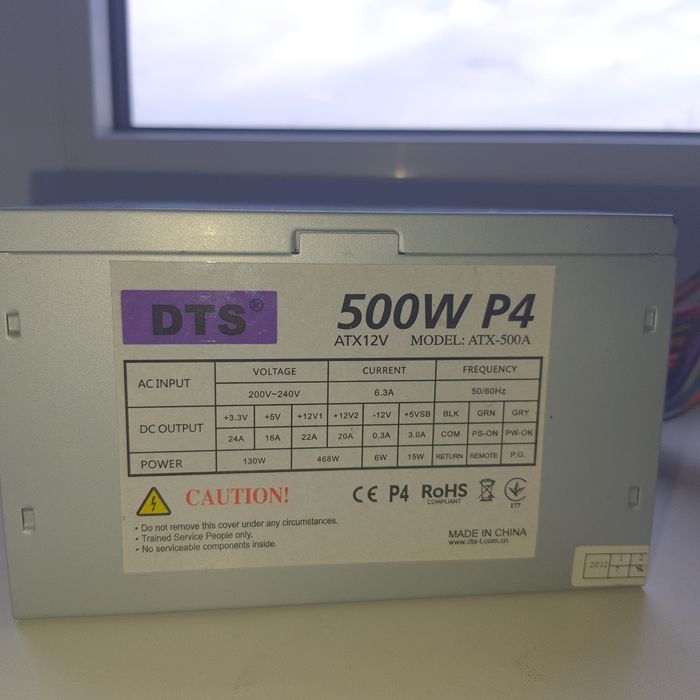 DTS®
500W P4
ATX12V MODEL: ATX-500A
AC INPUT VOLTAGE CURRENT FREQUENCY
200V~240V 6.3A 50/60Hz
DC OUTPUT +3.3V +5V +12V1 +12V2 -12V +5VSB BLK GRN GRY
24A 18A 22A 20A 0.3A 3.0A COM PS-ON PW-OK
POWER 130W 468W 6W 15W RETURN REMOTE P.G.
CAUTION!
CE P4 RoHS
COMPLIANT
177
• Do not remove this cover under any circumstances.
• Trained Service People only.
• No serviceable components inside.
MADE IN CHINA
www.dts-t.com.cn
2012 1 2